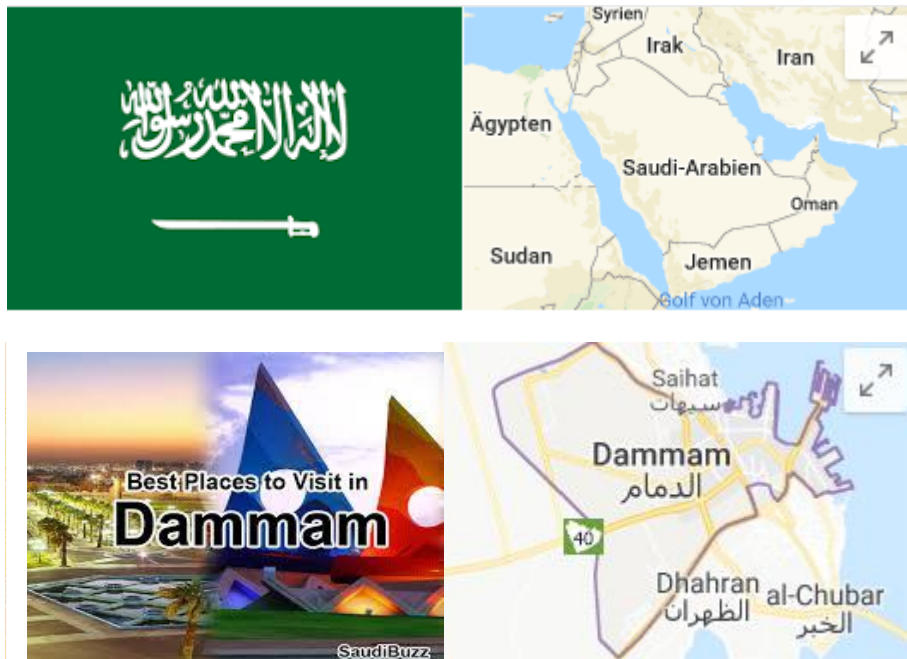 لا إله إلا الله محمد رسول الله
Syrien
Irak
Iran
Ägypten
Saudi-Arabien
Oman
Sudan
Jemen
Golf von Aden
Best Places to Visit in
Dammam
SaudiBuzz
Saihat
سيهات
Dammam
الدمام
40
Dhahran
الظهران
al-Chubar
الخبر